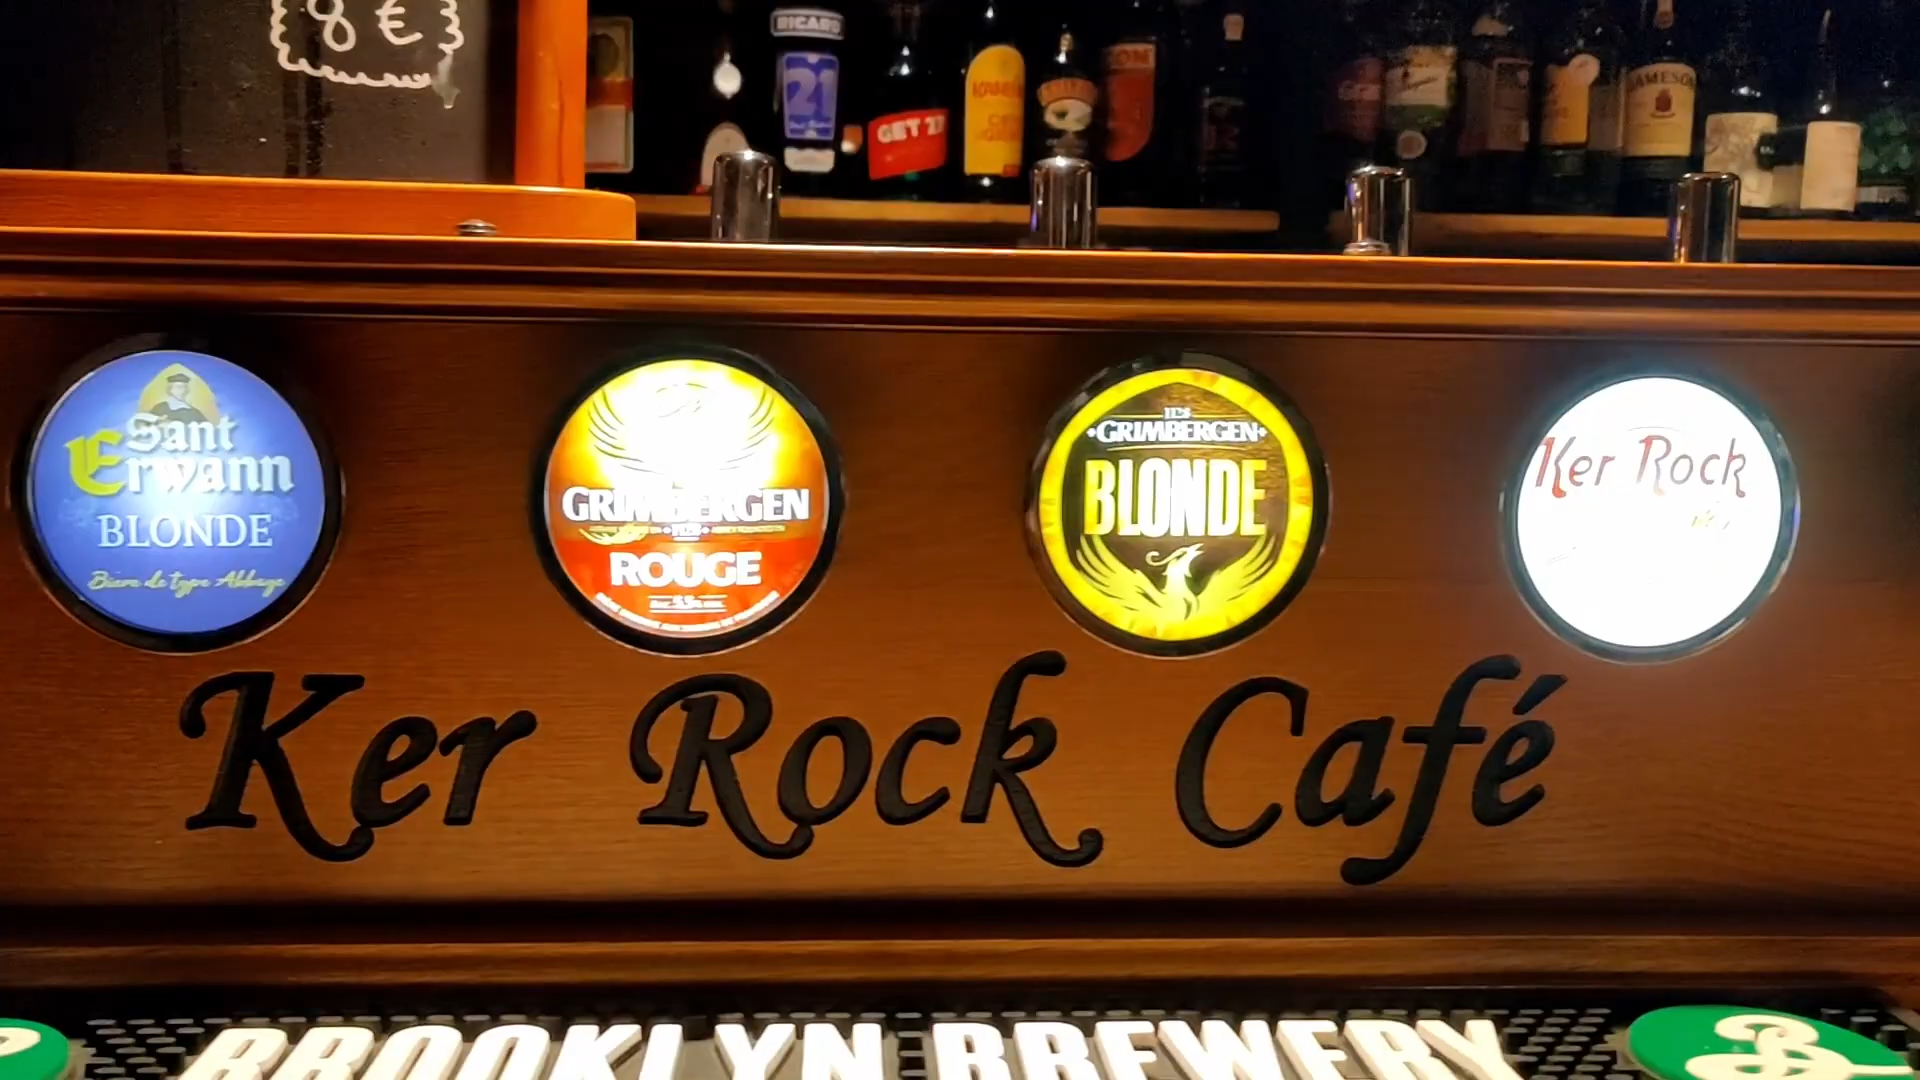 8 €
RICARD
21
GET 27
JAMESON
Sant
Erwann
BLONDE
Bière de type Abbaye
GRIMBERGEN
ROUGE
GRIMBERGEN
BLONDE
Ker Rock
Ker Rock Café
BROOKLYN BREWERY
B